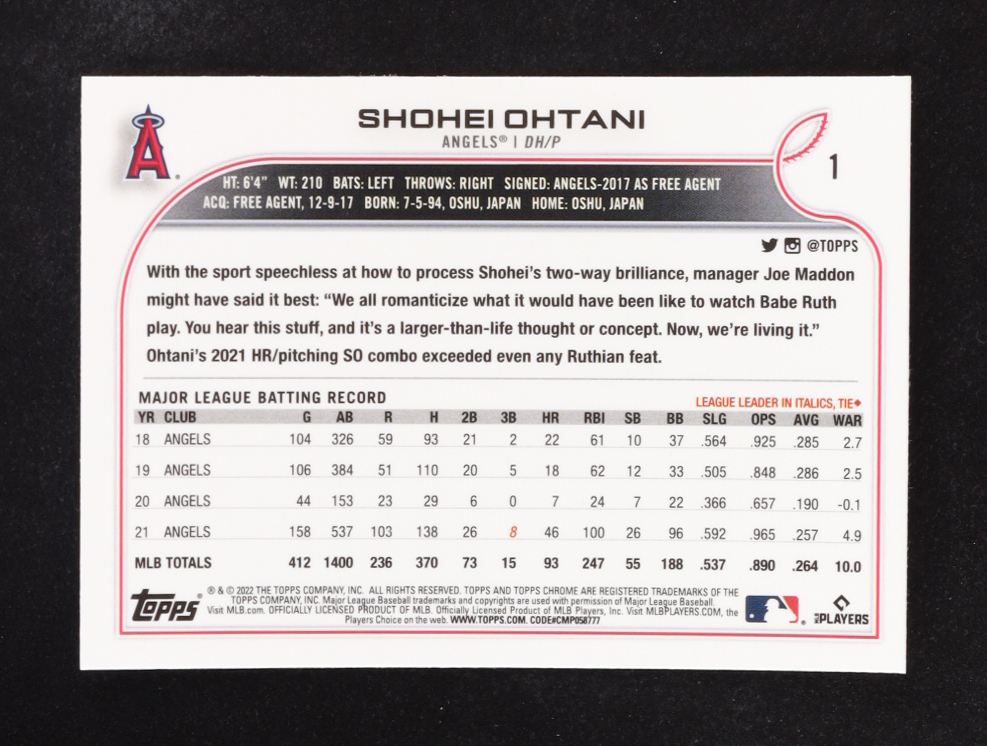 A
SHOHEI OHTANI
ANGELS® | DH/P
1
HT: 6'4" WT: 210 BATS: LEFT THROWS: RIGHT SIGNED: ANGELS-2017 AS FREE AGENT
ACQ: FREE AGENT, 12-9-17 BORN: 7-5-94, OSHU, JAPAN HOME: OSHU, JAPAN
@TOPPS
With the sport speechless at how to process Shohei's two-way brilliance, manager Joe Maddon
might have said it best: “We all romanticize what it would have been like to watch Babe Ruth
play. You hear this stuff, and it's a larger-than-life thought or concept. Now, we're living it.”
Ohtani's 2021 HR/pitching SO combo exceeded even any Ruthian feat.
MAJOR LEAGUE BATTING RECORD
LEAGUE LEADER IN ITALICS, TIE◆
YR CLUB G AB R H 2B 3B HR RBI SB BB SLG OPS AVG WAR
18 ANGELS 104 326 59 93 21 2 22 61 10 37 .564 .925 .285 2.7
19 ANGELS 106 384 51 110 20 5 18 62 12 33 .505 .848 .286 2.5
20 ANGELS 44 153 23 29 6 0 7 24 7 22 .366 .657 .190 -0.1
21 ANGELS 158 537 103 138 26 8 46 100 26 96 .592 .965 .257 4.9
MLB TOTALS 412 1400 236 370 73 15 93 247 55 188 .537 .890 .264 10.0
Topps®
® & © 2022 THE TOPPS COMPANY, INC. ALL RIGHTS RESERVED. TOPPS AND TOPPS CHROME ARE REGISTERED TRADEMARKS OF THE
TOPPS COMPANY, INC. Major League Baseball trademarks and copyrights are used with permission of Major League Baseball.
Visit MLB.com. OFFICIALLY LICENSED PRODUCT OF MLB. Officially Licensed Product of MLB Players, Inc. Visit MLBPLAYERS.COM, the
Players Choice on the web. WWW.TOPPS.COM. CODE#CMP058777
MLB PLAYERS